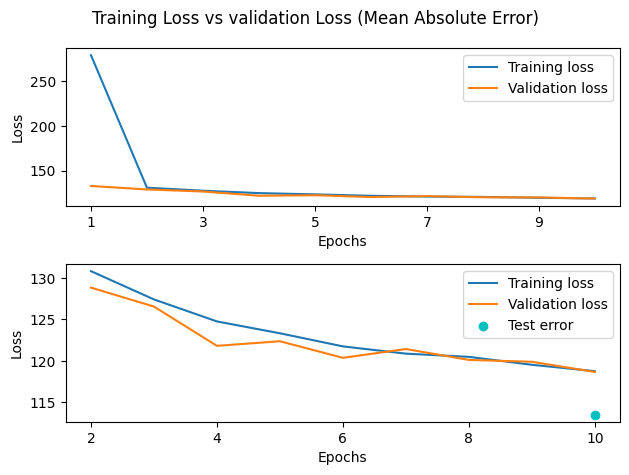 Training Loss vs validation Loss (Mean Absolute Error)
250
200
150
Loss
Training loss
Validation loss
1 3 5 7 9
Epochs
130
125
120
115
Loss
Training loss
Validation loss
Test error
2 4 6 8 10
Epochs